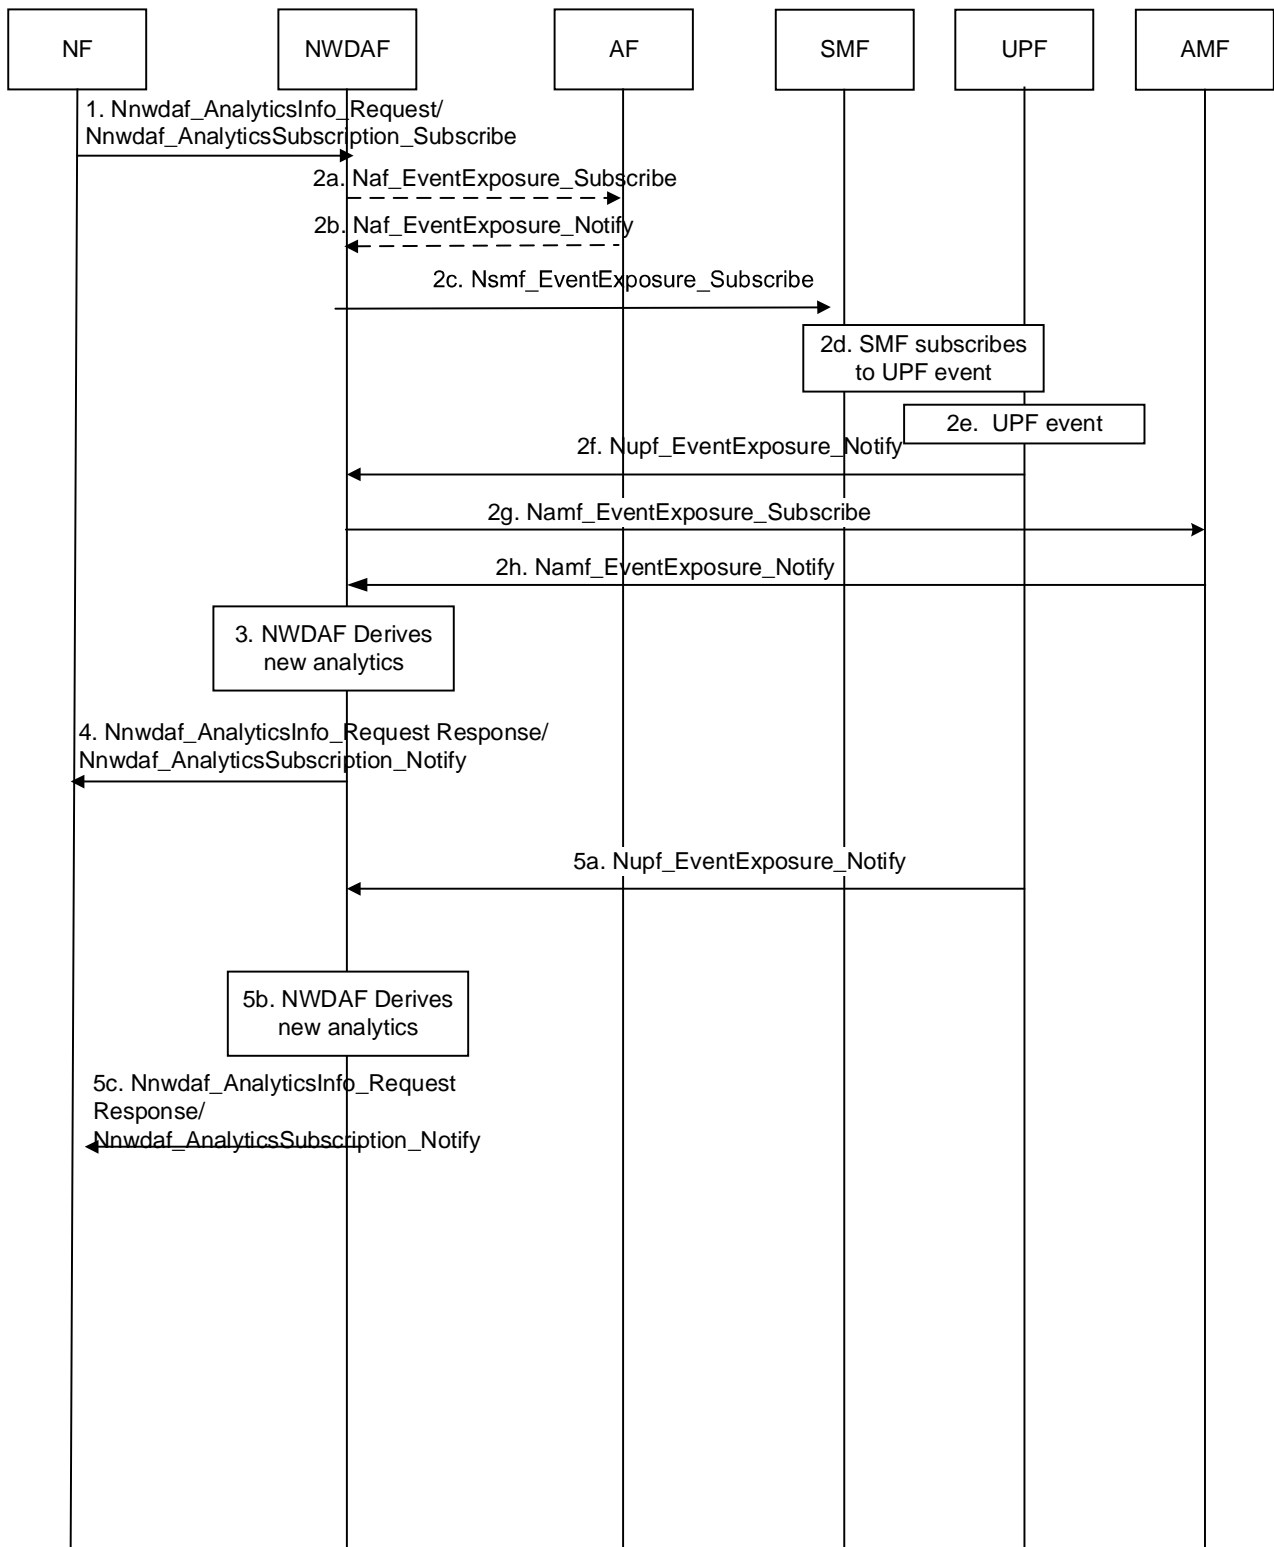 NF
NWDAF
AF
SMF
UPF
AMF
1. Nnwdaf_AnalyticsInfo_Request/
Nnwdaf_AnalyticsSubscription_Subscribe
2a. Naf_EventExposure_Subscribe
2b. Naf_EventExposure_Notify
2c. Nsmf_EventExposure_Subscribe
2d. SMF subscribes
to UPF event
2e. UPF event
2f. Nupf_EventExposure_Notify
2g. Namf_EventExposure_Subscribe
2h. Namf_EventExposure_Notify
3. NWDAF Derives
new analytics
4. Nnwdaf_AnalyticsInfo_Request Response/
Nnwdaf_AnalyticsSubscription_Notify
5a. Nupf_EventExposure_Notify
5b. NWDAF Derives
new analytics
5c. Nnwdaf_AnalyticsInfo_Request
Response/
Nnwdaf_AnalyticsSubscription_Notify